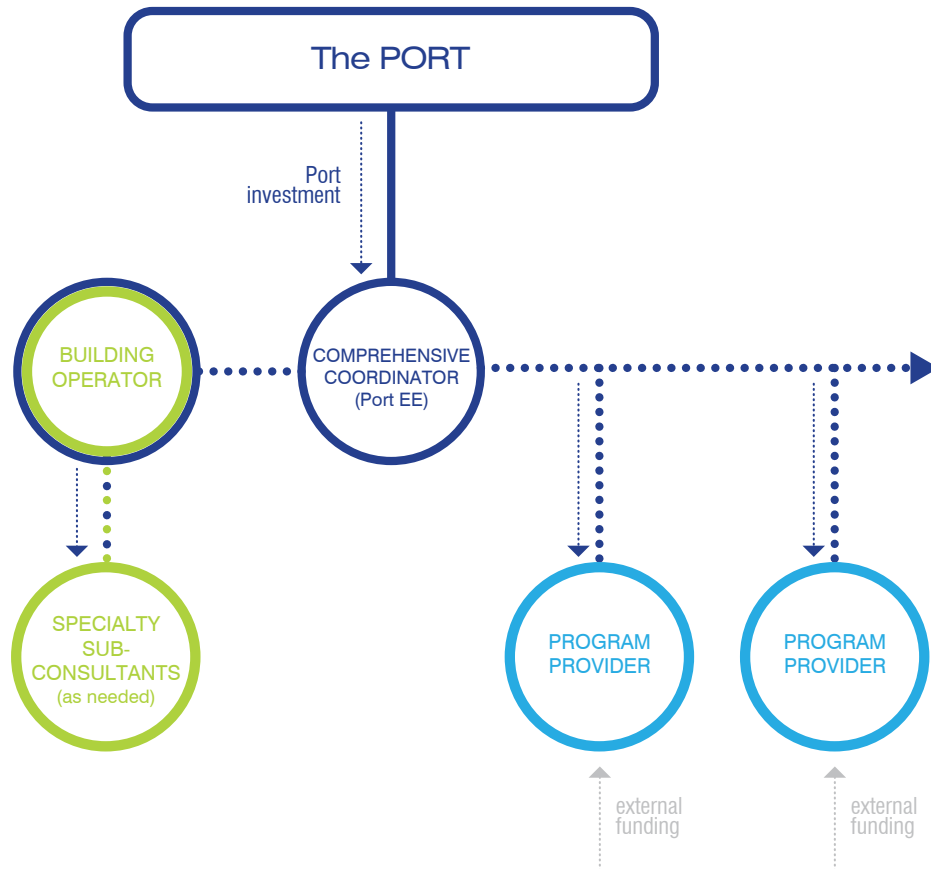 The PORT
Port
investment
BUILDING
OPERATOR
COMPREHENSIVE
COORDINATOR
(Port EE)
SPECIALTY
SUB-
CONSULTANTS
(as needed)
PROGRAM
PROVIDER
PROGRAM
PROVIDER
external
funding
external
funding